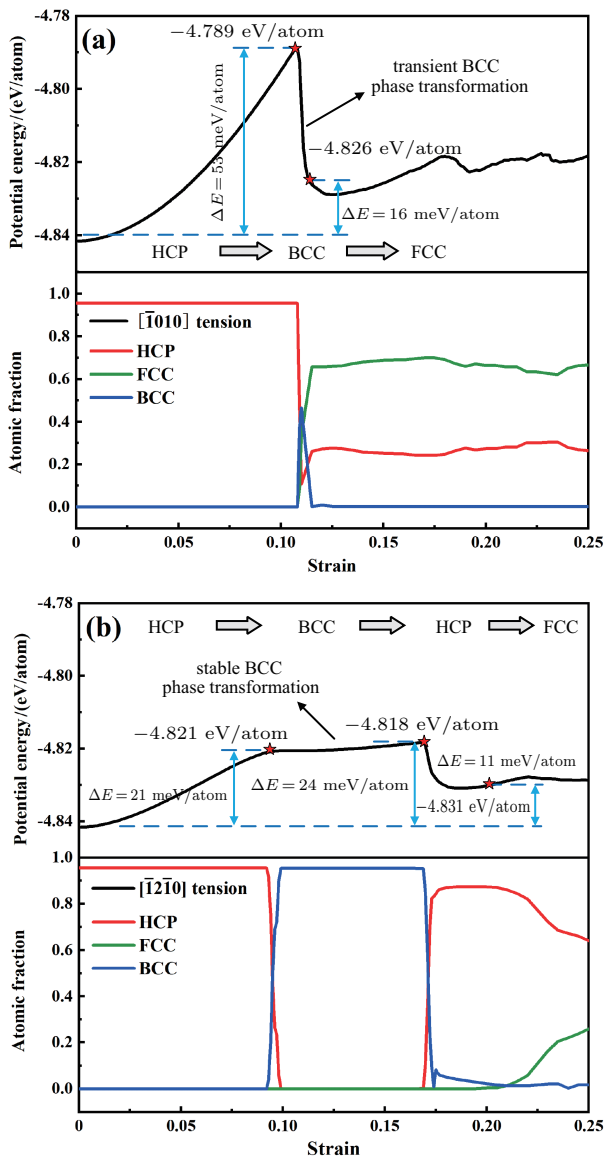 (a)
-4.78
−4.789 eV/atom
-4.80
transient BCC
phase transformation
ΔE = 53 meV/atom
−4.826 eV/atom
-4.82
ΔE = 16 meV/atom
-4.84
Potential energy/(eV/atom)
HCP
BCC
FCC
1.0
[1̅010] tension
0.8
HCP
0.6
FCC
0.4
BCC
0.2
0.0
Atomic fraction
0.00
0.05
0.10
0.15
0.20
0.25
Strain
(b)
-4.78
HCP
BCC
HCP
FCC
-4.80
stable BCC
phase transformation
−4.821 eV/atom
−4.818 eV/atom
-4.82
ΔE = 21 meV/atom
ΔE = 24 meV/atom
ΔE = 11 meV/atom
−4.831 eV/atom
-4.84
Potential energy/(eV/atom)
1.0
[1̅21̅0] tension
0.8
HCP
0.6
FCC
0.4
BCC
0.2
0.0
Atomic fraction
0.00
0.05
0.10
0.15
0.20
0.25
Strain